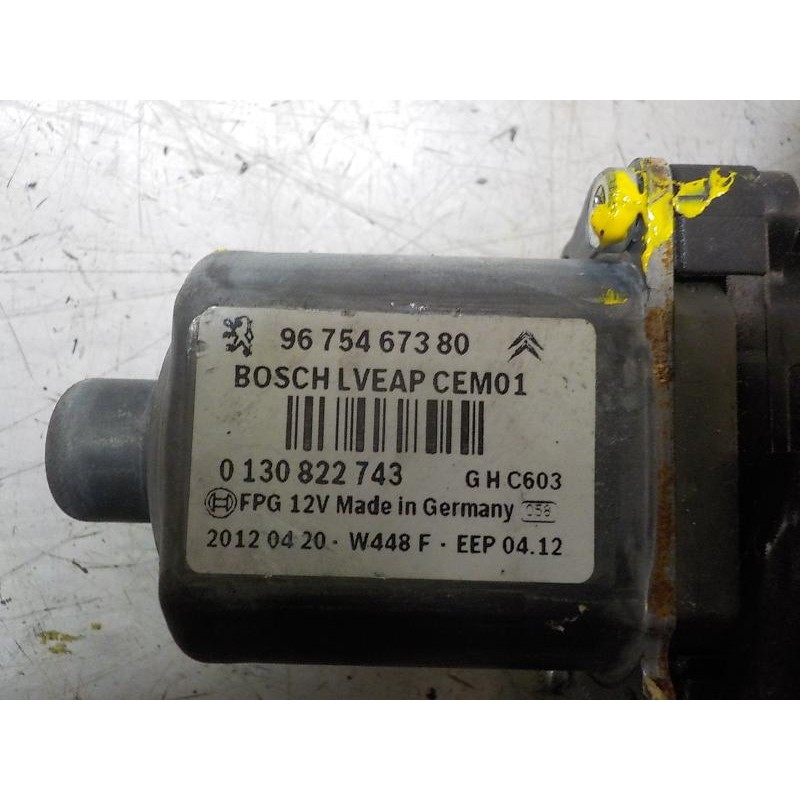 96 754 673 80
BOSCH LVEAP CEM01
0 130 822 743 G H C603
FPG 12V Made in Germany 058
2012 04 20 · W448 F · EEP 04.12